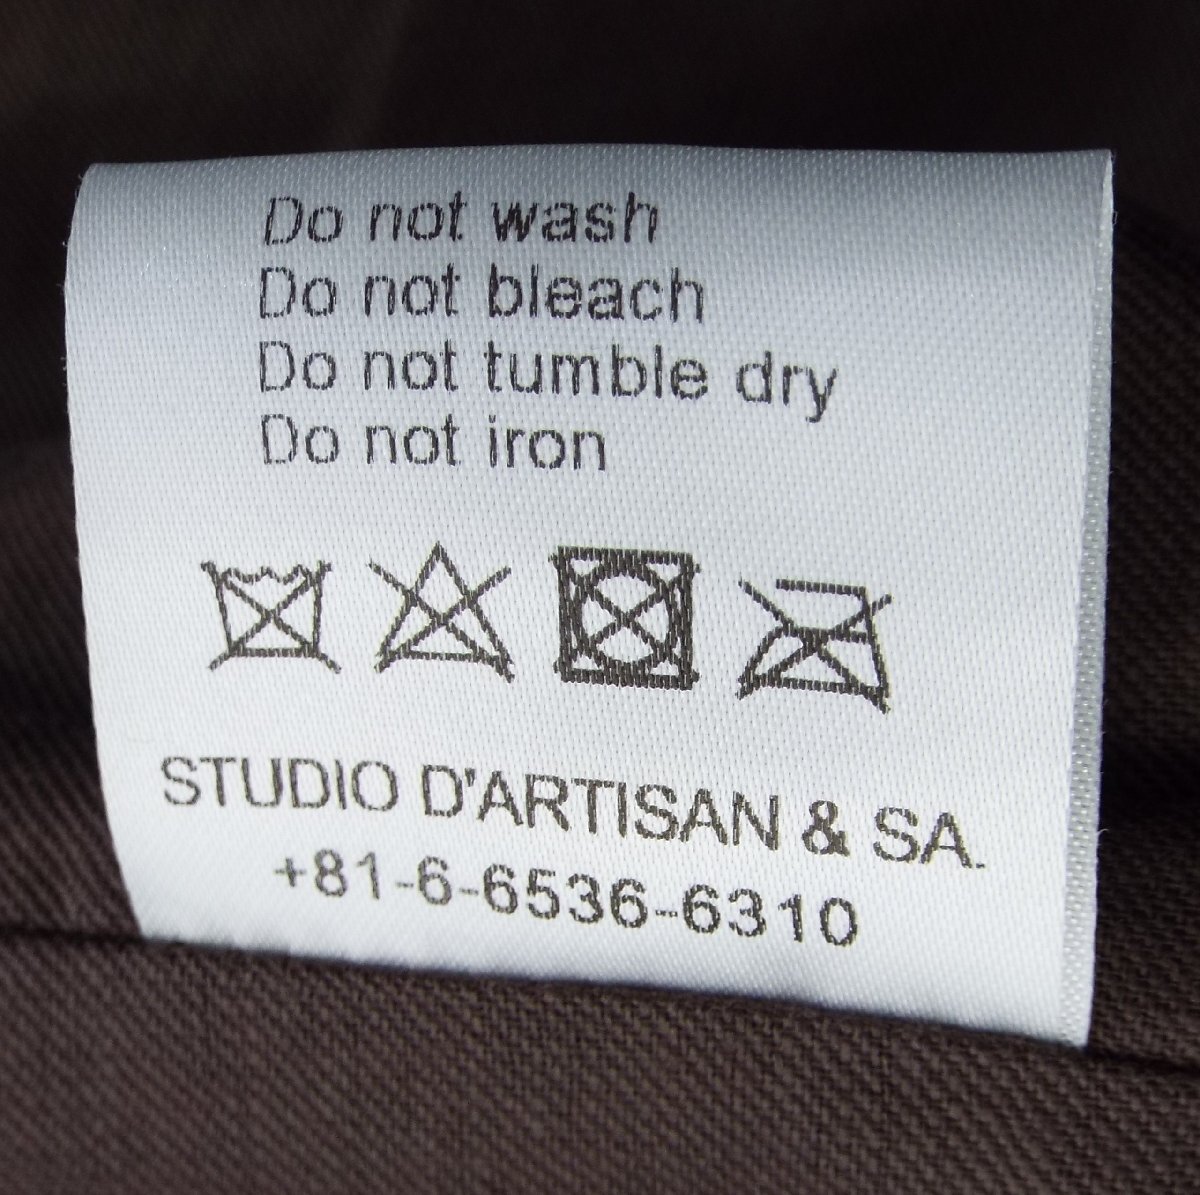 Do not wash
Do not bleach
Do not tumble dry
Do not iron
STUDIO D'ARTISAN & SA.
+81-6-6536-6310